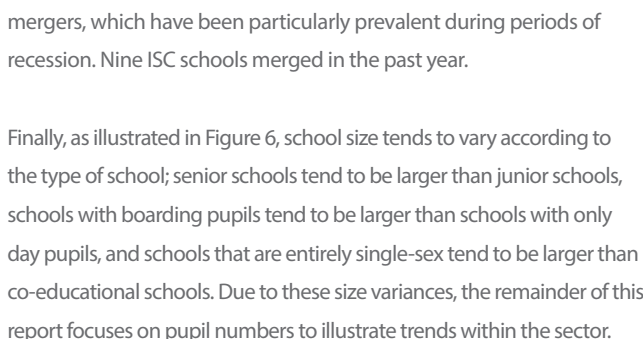 mergers, which have been particularly prevalent during periods of
recession. Nine ISC schools merged in the past year.
Finally, as illustrated in Figure 6, school size tends to vary according to
the type of school; senior schools tend to be larger than junior schools,
schools with boarding pupils tend to be larger than schools with only
day pupils, and schools that are entirely single-sex tend to be larger than
co-educational schools. Due to these size variances, the remainder of this
report focuses on pupil numbers to illustrate trends within the sector.